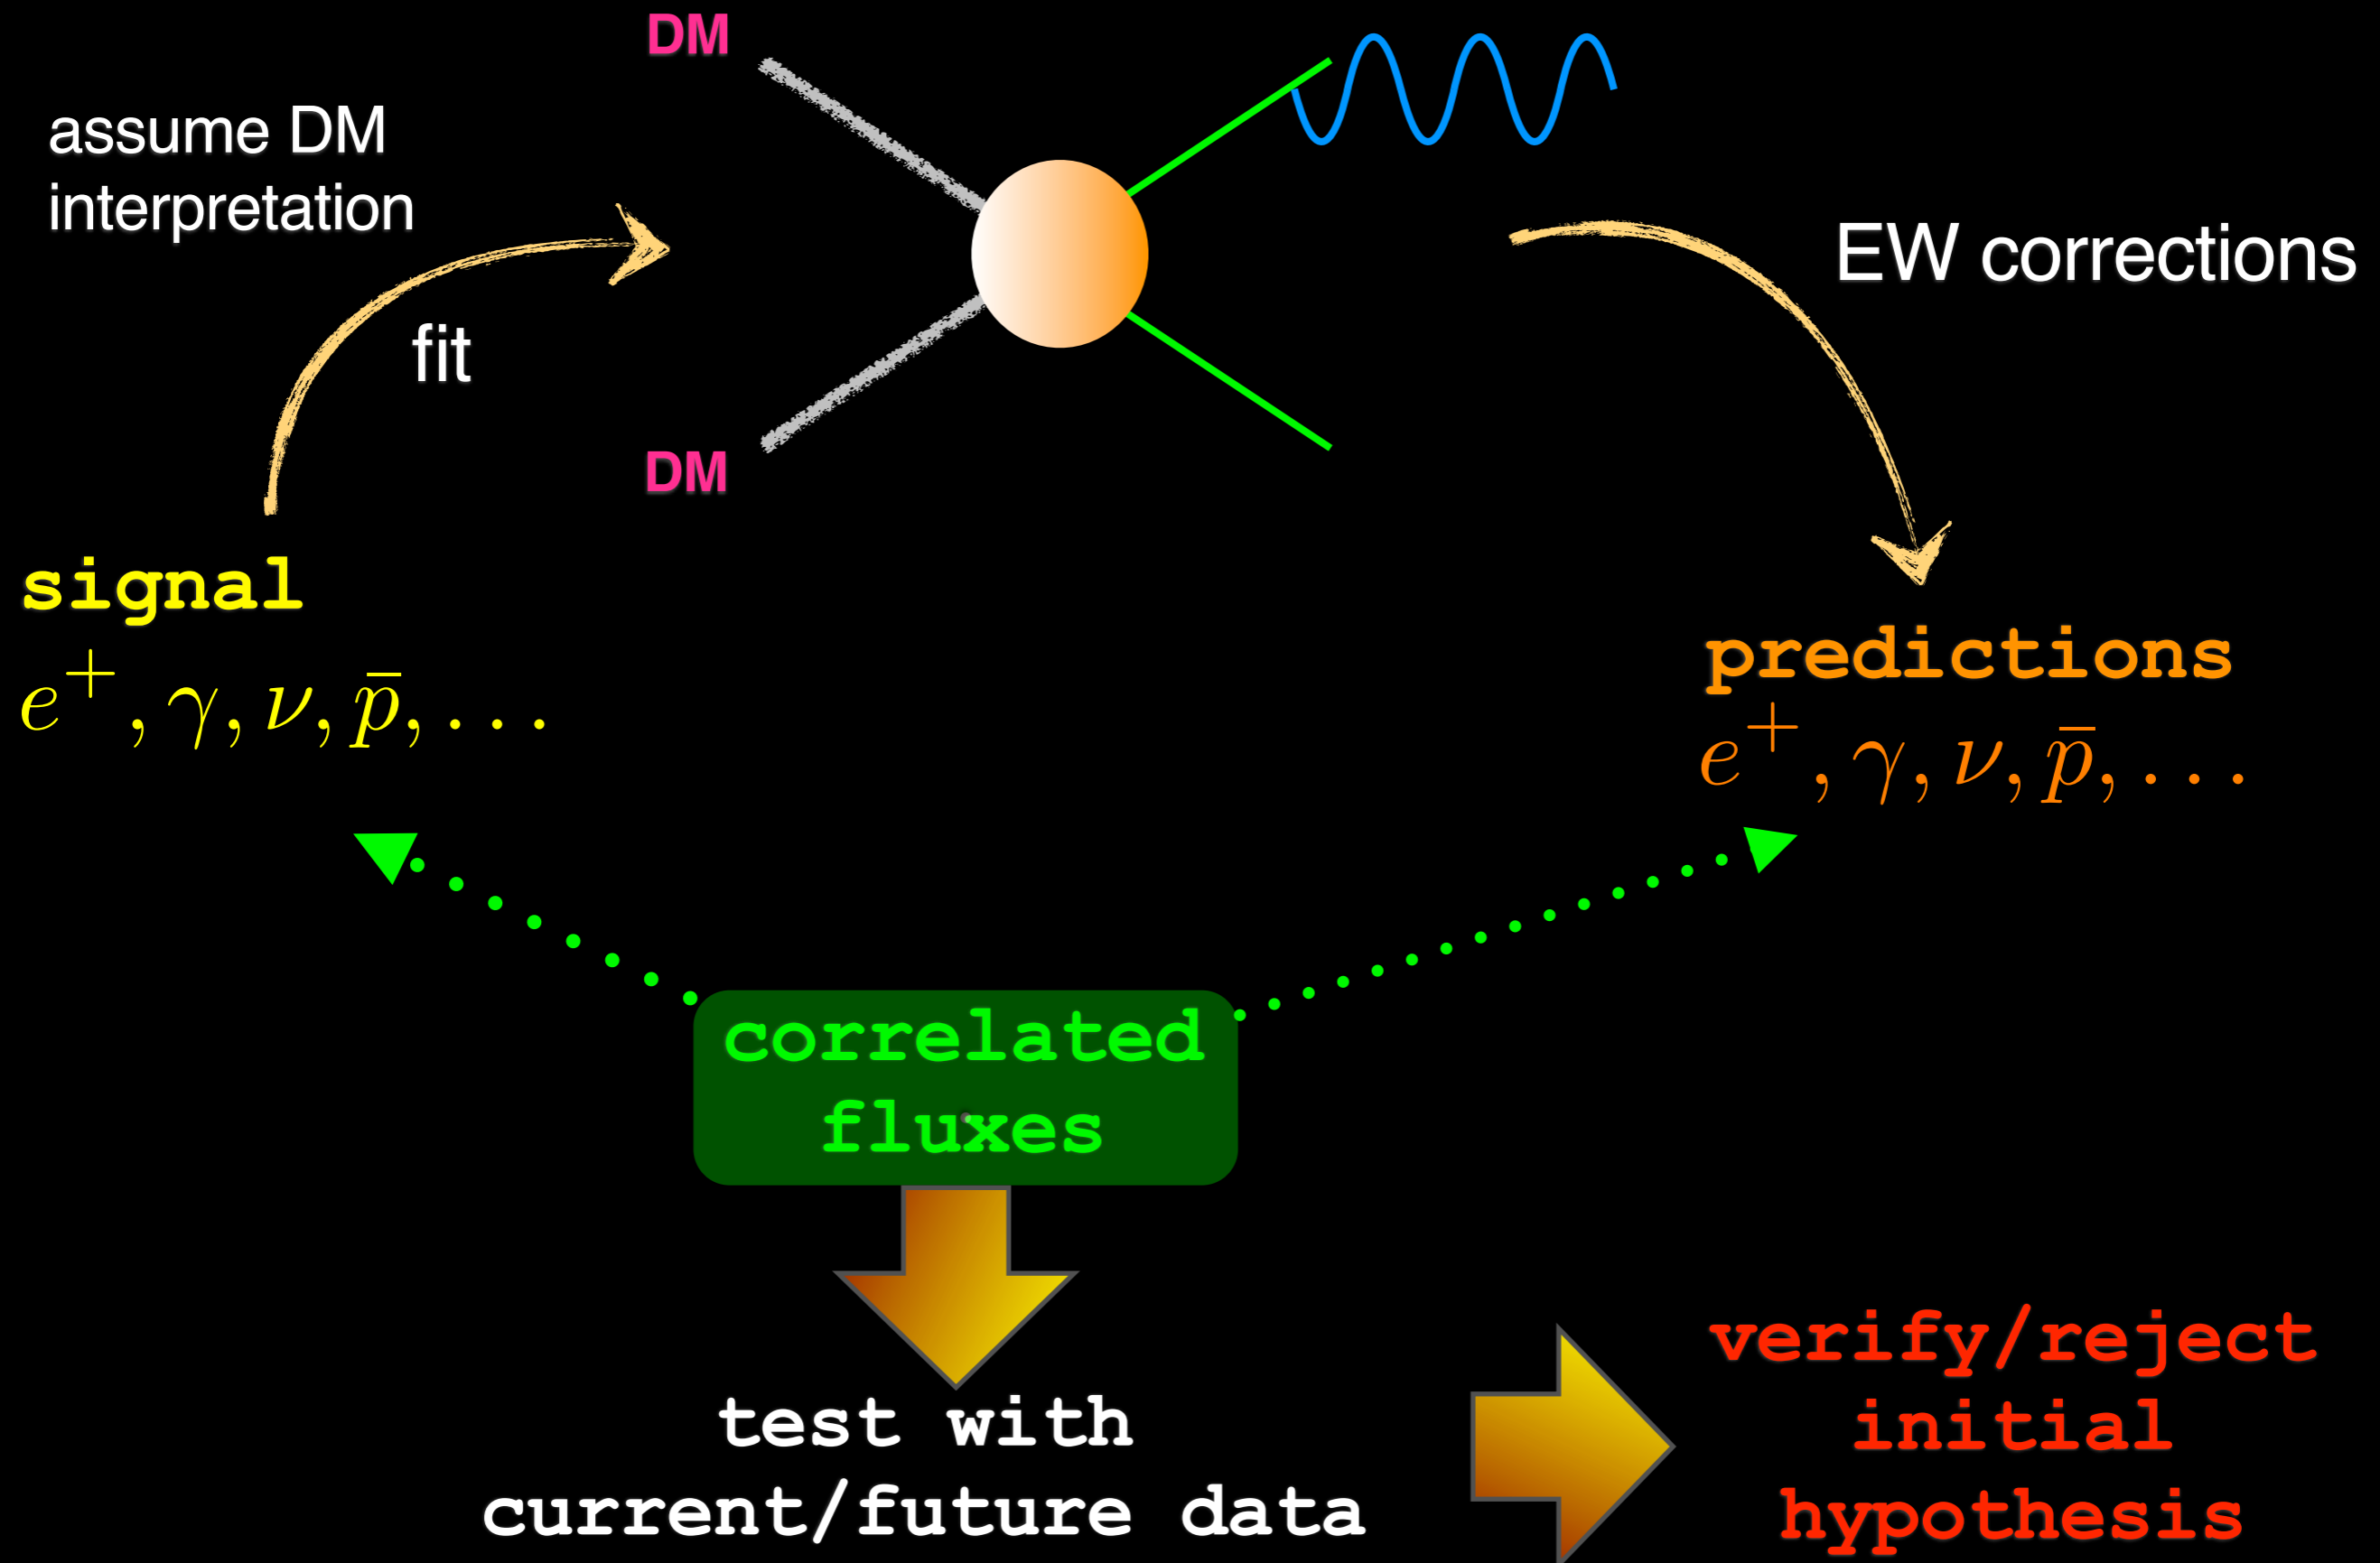 DM
assume DM
interpretation
EW corrections
fit
DM
signal
e⁺, γ, ν, p̄, . . .
predictions
e⁺, γ, ν, p̄, . . .
correlated
fluxes
test with
current/future data
verify/reject
initial
hypothesis